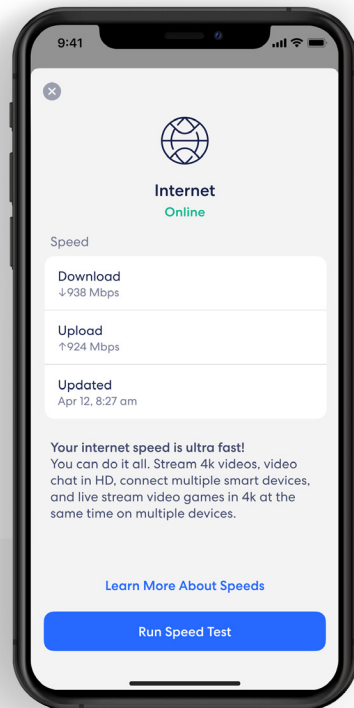 9:41
Internet
Online
Speed
Download
↓938 Mbps
Upload
↑924 Mbps
Updated
Apr 12, 8:27 am
Your internet speed is ultra fast!
You can do it all. Stream 4k videos, video
chat in HD, connect multiple smart devices,
and live stream video games in 4k at the
same time on multiple devices.
Learn More About Speeds
Run Speed Test